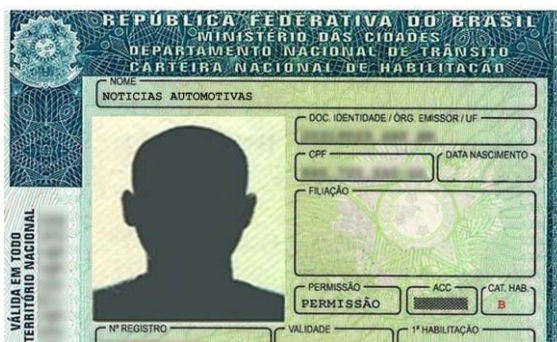 REPÚBLICA FEDERATIVA DO BRASIL
MINISTÉRIO DAS CIDADES
DEPARTAMENTO NACIONAL DE TRÂNSITO
CARTEIRA NACIONAL DE HABILITAÇÃO
NOME
NOTICIAS AUTOMOTIVAS
DOC. IDENTIDADE / ÓRG. EMISSOR / UF
CPF
DATA NASCIMENTO
FILIAÇÃO
PERMISSÃO
ACC
CAT. HAB.
PERMISSÃO
B
Nº REGISTRO
VALIDADE
1ª HABILITAÇÃO
VÁLIDA EM TODO
TERRITÓRIO NACIONAL